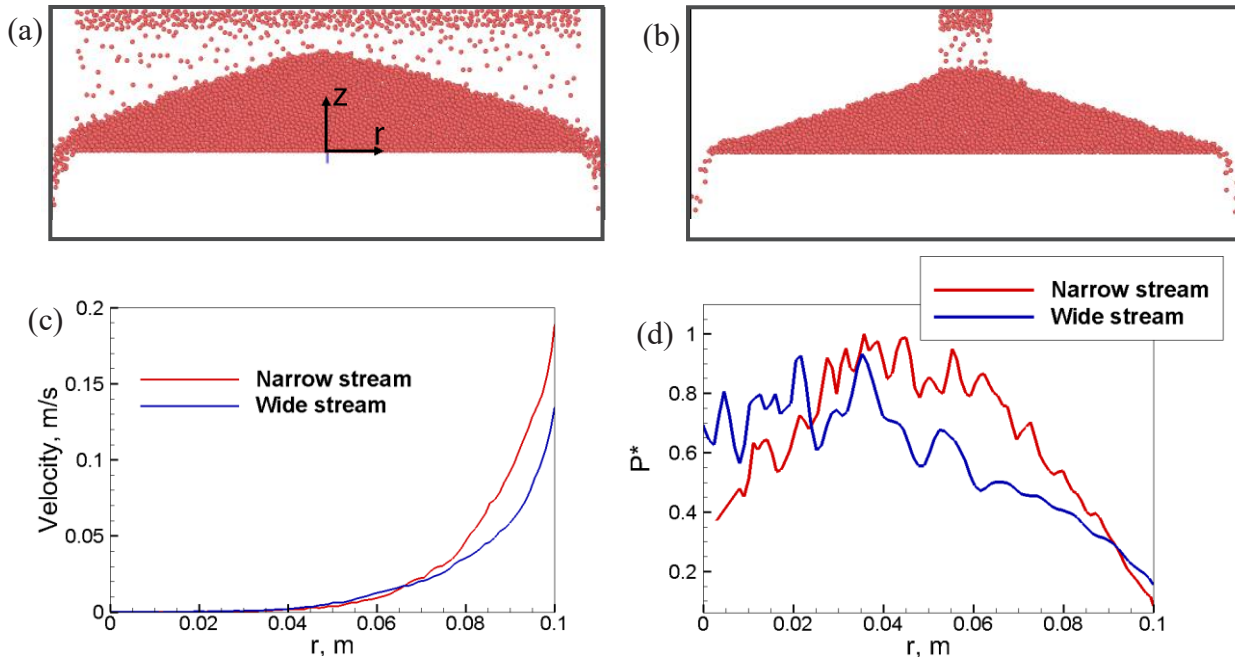 (a)
(b)
z
r
(c)
0.2
0.15
0.1
0.05
0
Velocity, m/s
Narrow stream
Wide stream
0 0.02 0.04 0.06 0.08 0.1
r, m
(d)
Narrow stream
Wide stream
1
0.8
0.6
0.4
0.2
P*
0 0.02 0.04 0.06 0.08 0.1
r, m